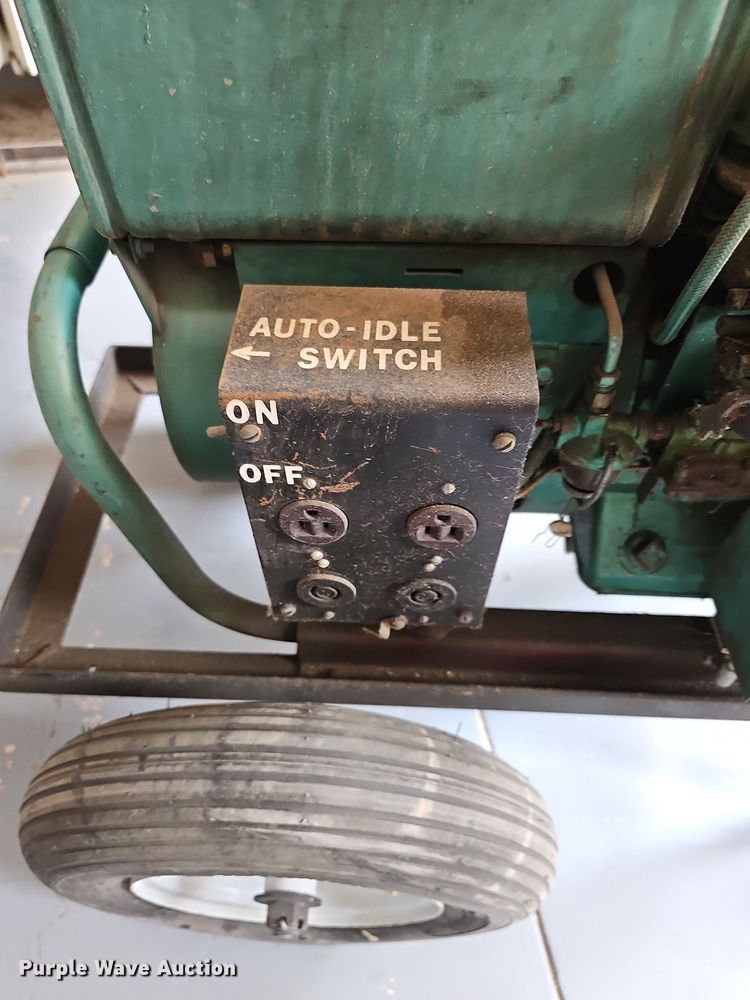 AUTO-IDLE
← SWITCH
ON
OFF
Purple Wave Auction